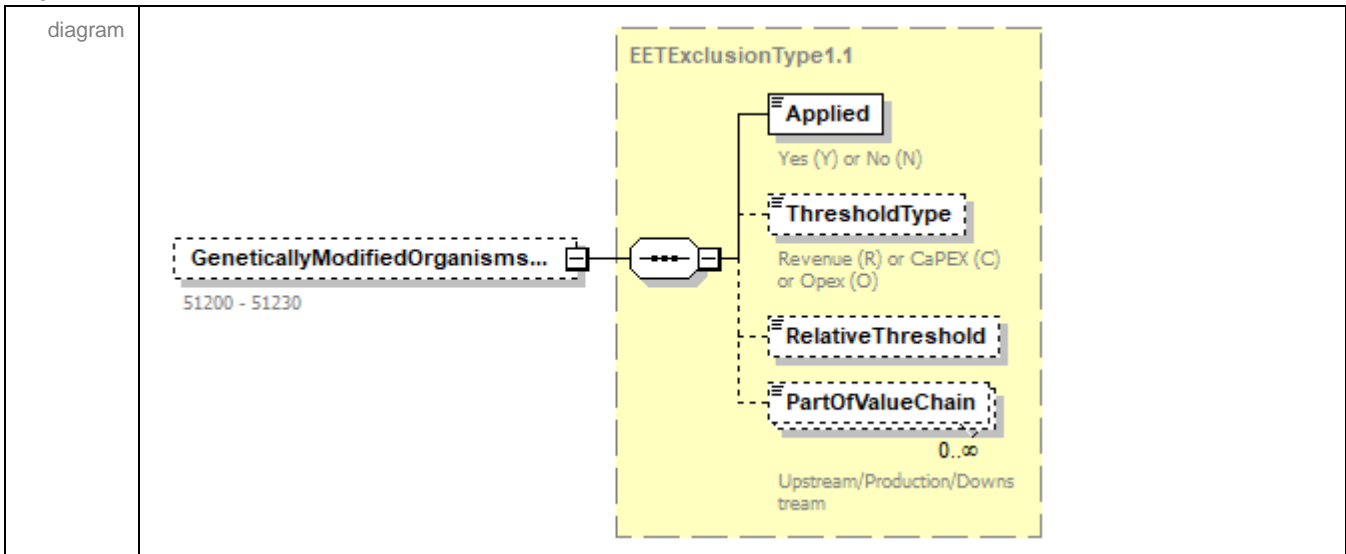 diagram
EETExclusionType1.1
Applied
Yes (Y) or No (N)
ThresholdType
Revenue (R) or CaPEX (C)
or Opex (O)
GeneticallyModifiedOrganisms...
51200 - 51230
RelativeThreshold
PartOfValueChain
0..∞
Upstream/Production/Downs
tream